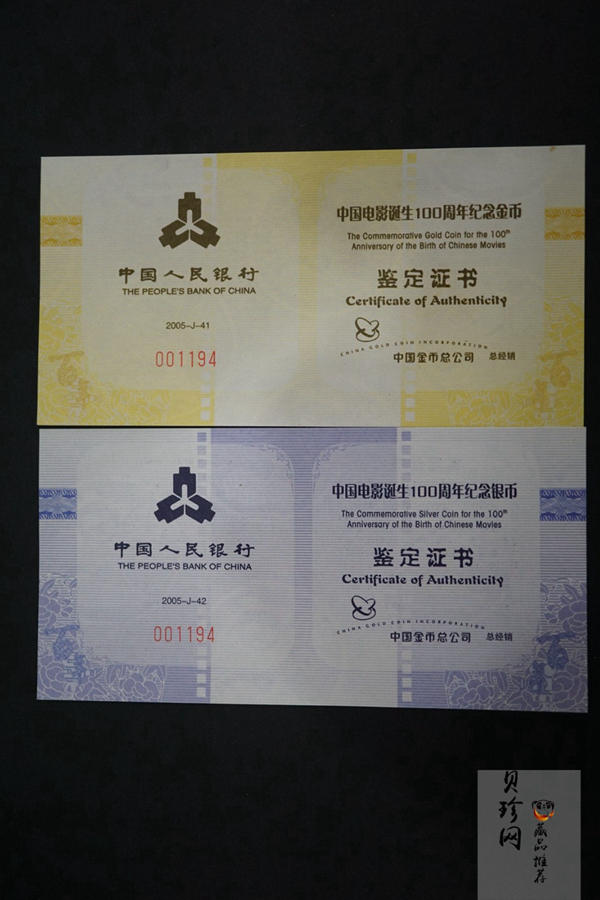 中国人民银行
THE PEOPLE'S BANK OF CHINA
2005-J-41
001194
中国电影诞生100周年纪念金币
The Commemorative Gold Coin for the 100th
Anniversary of the Birth of Chinese Movies
鉴定证书
Certificate of Authenticity
CHINA GOLD COIN INCORPORATION
中国金币总公司 总经销
中国人民银行
THE PEOPLE'S BANK OF CHINA
2005-J-42
001194
中国电影诞生100周年纪念银币
The Commemorative Silver Coin for the 100th
Anniversary of the Birth of Chinese Movies
鉴定证书
Certificate of Authenticity
CHINA GOLD COIN INCORPORATION
中国金币总公司 总经销
贝珍网
藏品推荐